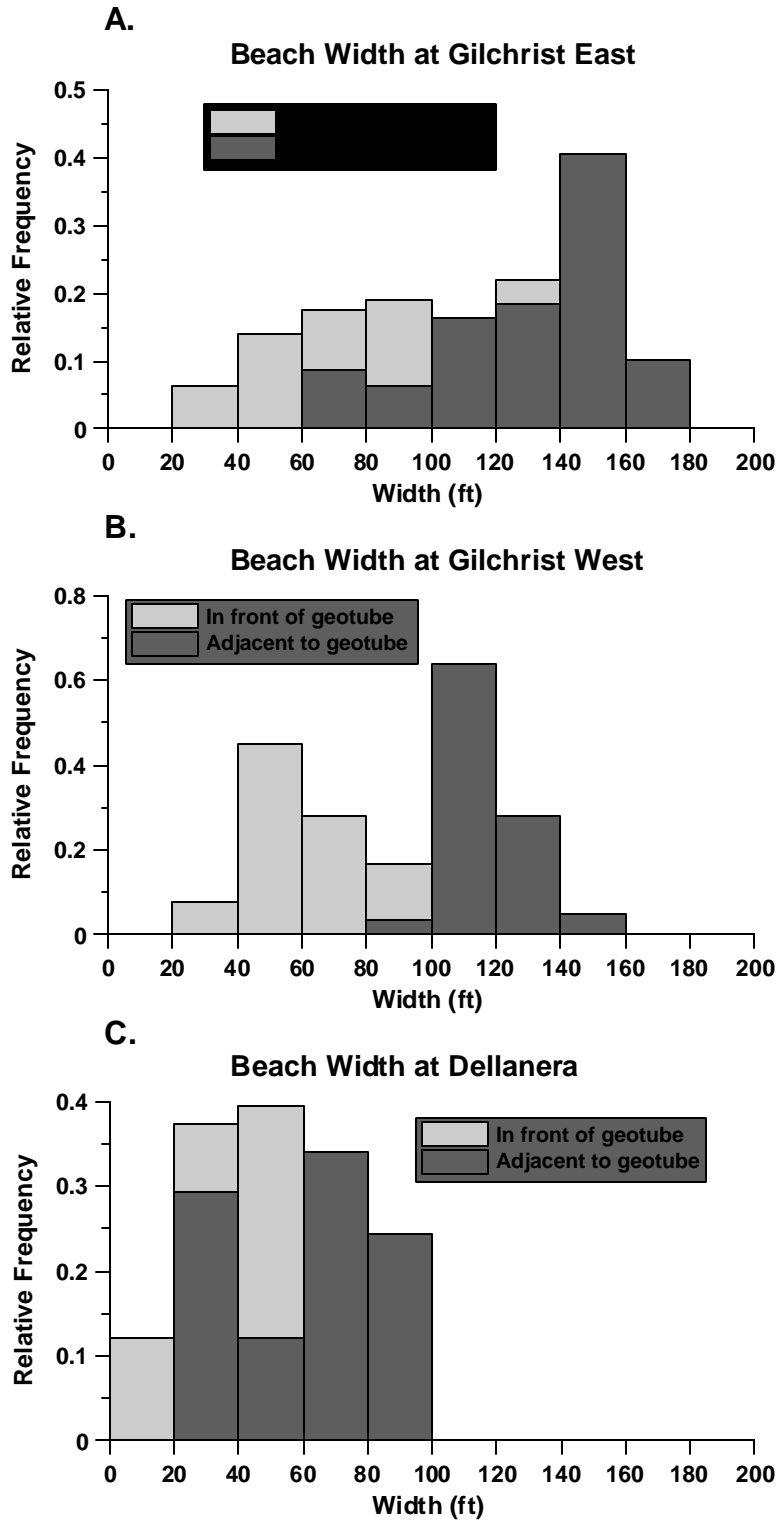 A.
Beach Width at Gilchrist East
0.5
0.4
0.3
0.2
0.1
0
Relative Frequency
0 20 40 60 80 100 120 140 160 180 200
Width (ft)
B.
Beach Width at Gilchrist West
0.8
0.6
0.4
0.2
0
Relative Frequency
In front of geotube
Adjacent to geotube
0 20 40 60 80 100 120 140 160 180 200
Width (ft)
C.
Beach Width at Dellanera
0.4
0.3
0.2
0.1
0
Relative Frequency
In front of geotube
Adjacent to geotube
0 20 40 60 80 100 120 140 160 180 200
Width (ft)